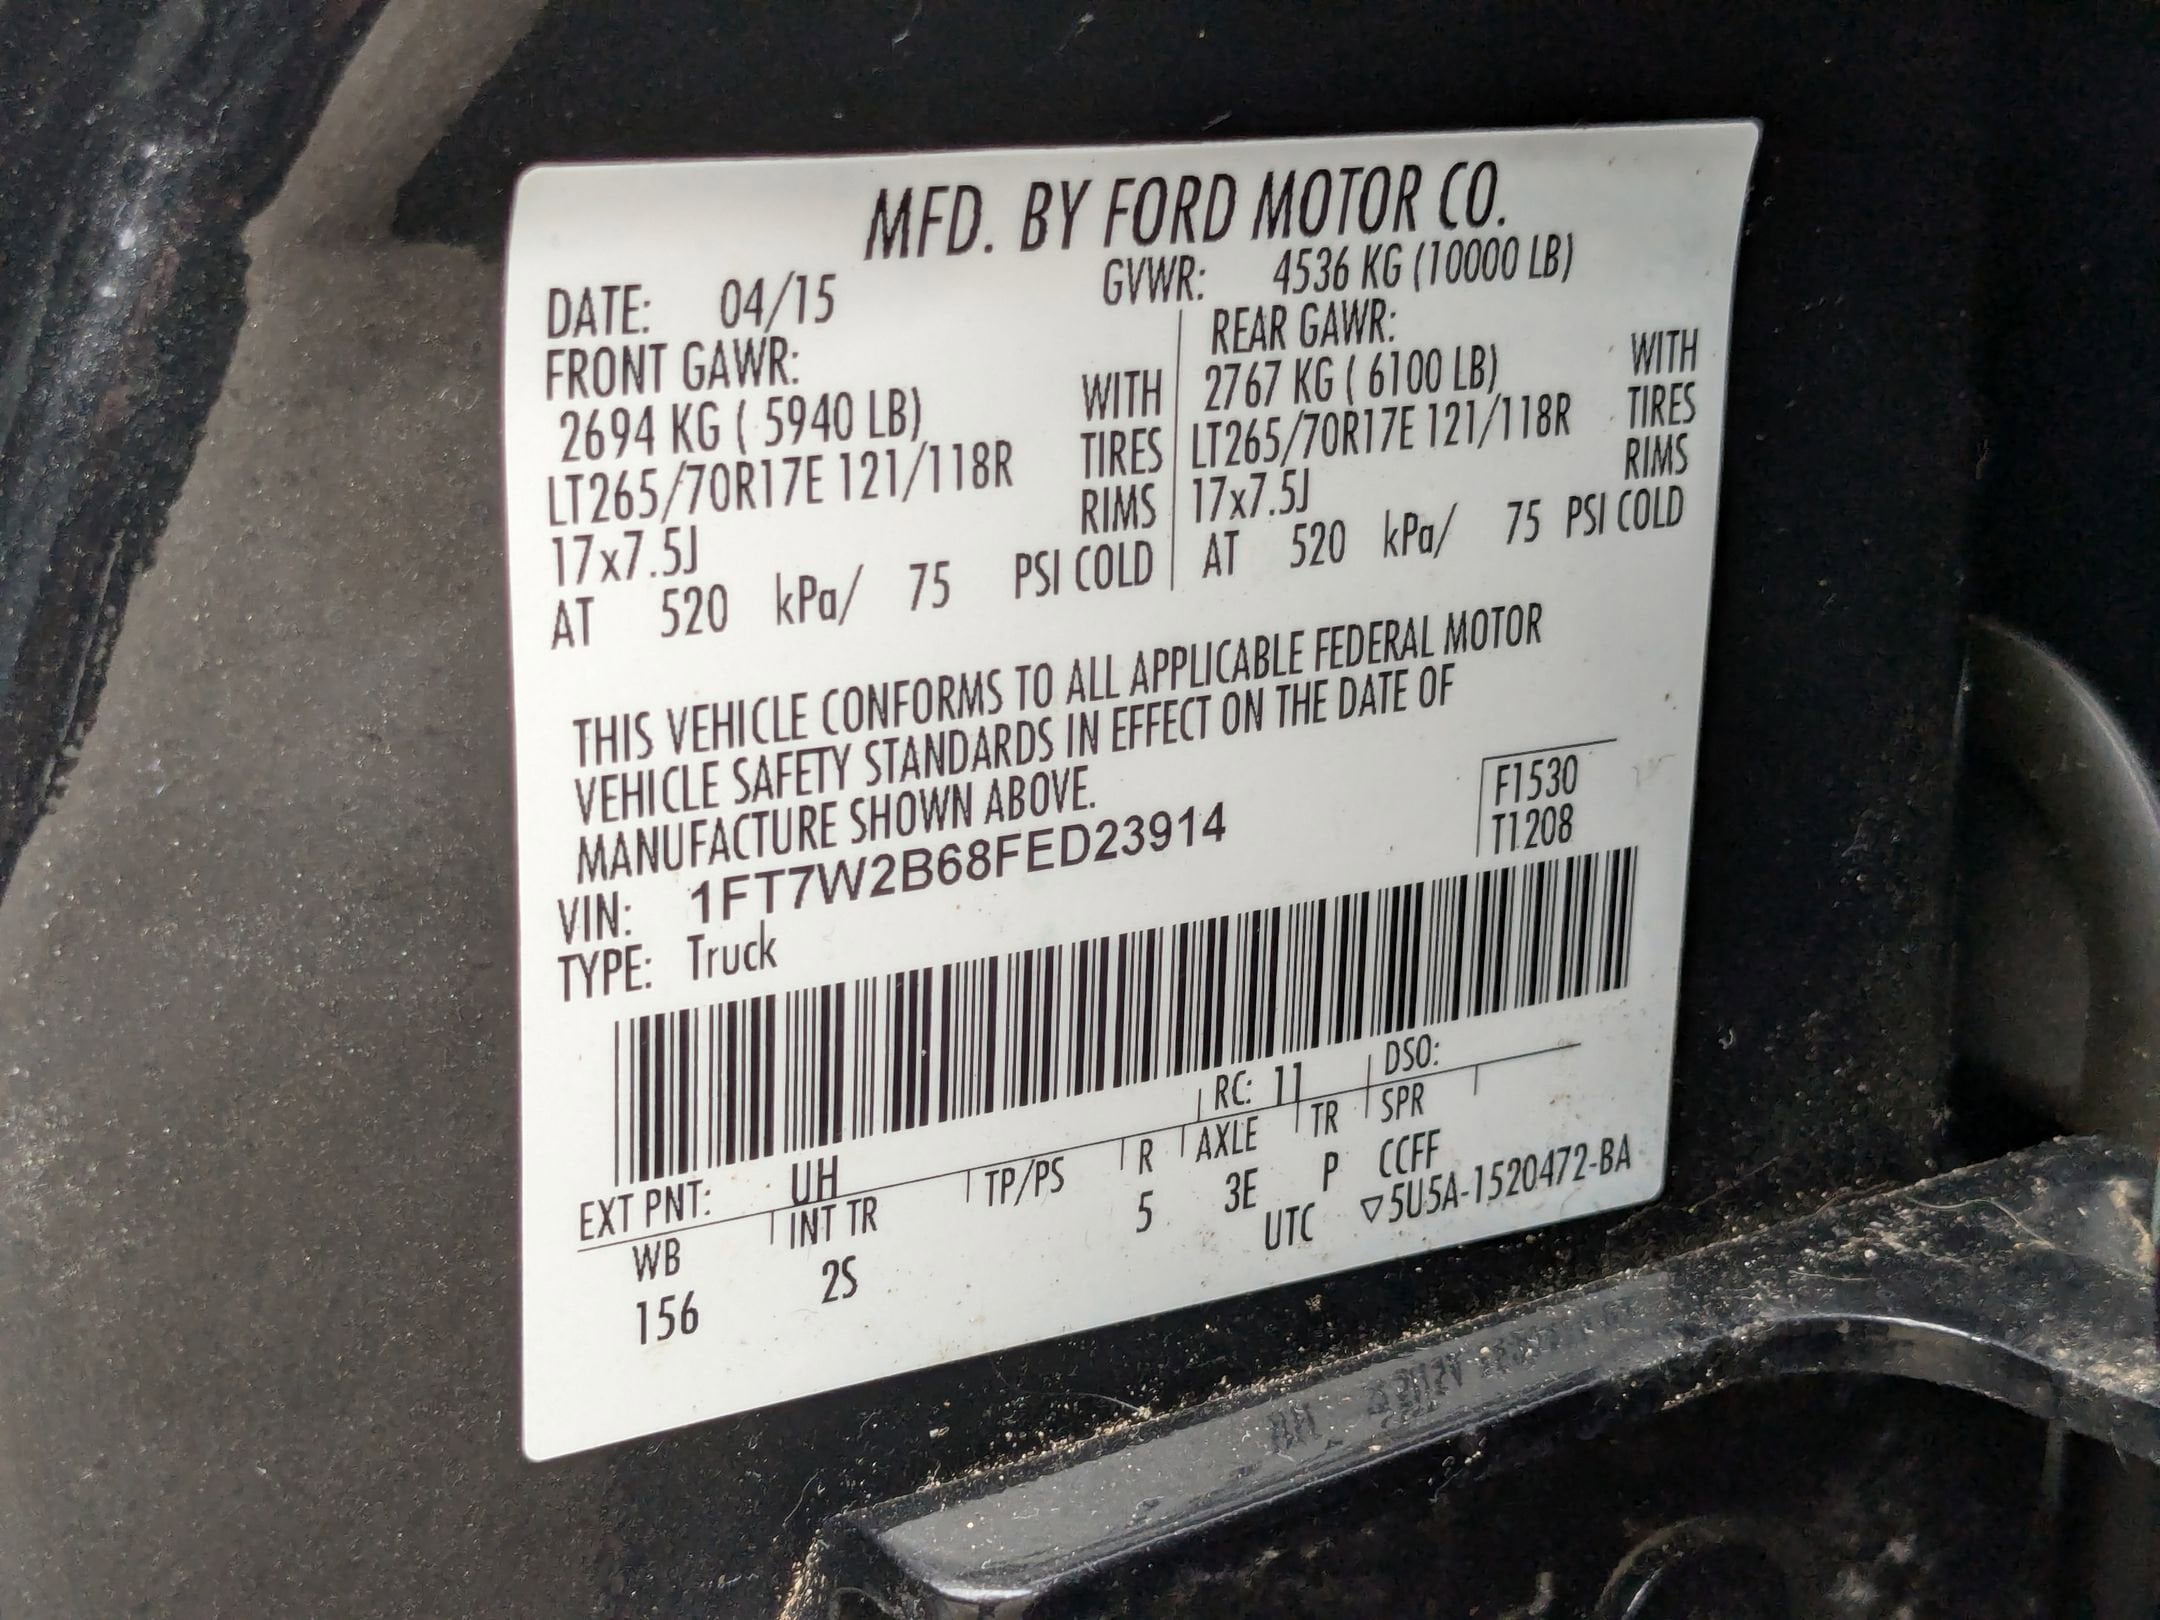 MFD. BY FORD MOTOR CO.
DATE: 04/15 GVWR: 4536 KG (10000 LB)
FRONT GAWR: REAR GAWR:
2694 KG ( 5940 LB) WITH 2767 KG ( 6100 LB) WITH
LT265/70R17E 121/118R TIRES LT265/70R17E 121/118R TIRES
17x7.5J RIMS 17x7.5J RIMS
AT 520 kPa/ 75 PSI COLD AT 520 kPa/ 75 PSI COLD
THIS VEHICLE CONFORMS TO ALL APPLICABLE FEDERAL MOTOR
VEHICLE SAFETY STANDARDS IN EFFECT ON THE DATE OF
MANUFACTURE SHOWN ABOVE.
VIN: 1FT7W2B68FED23914
F1530
T1208
TYPE: Truck
EXT PNT: UH RC: 11 DSO:
WB INT TR TP/PS R AXLE TR SPR
156 2S 5 3E P CCFF
UTC ▽5U5A-1520472-BA